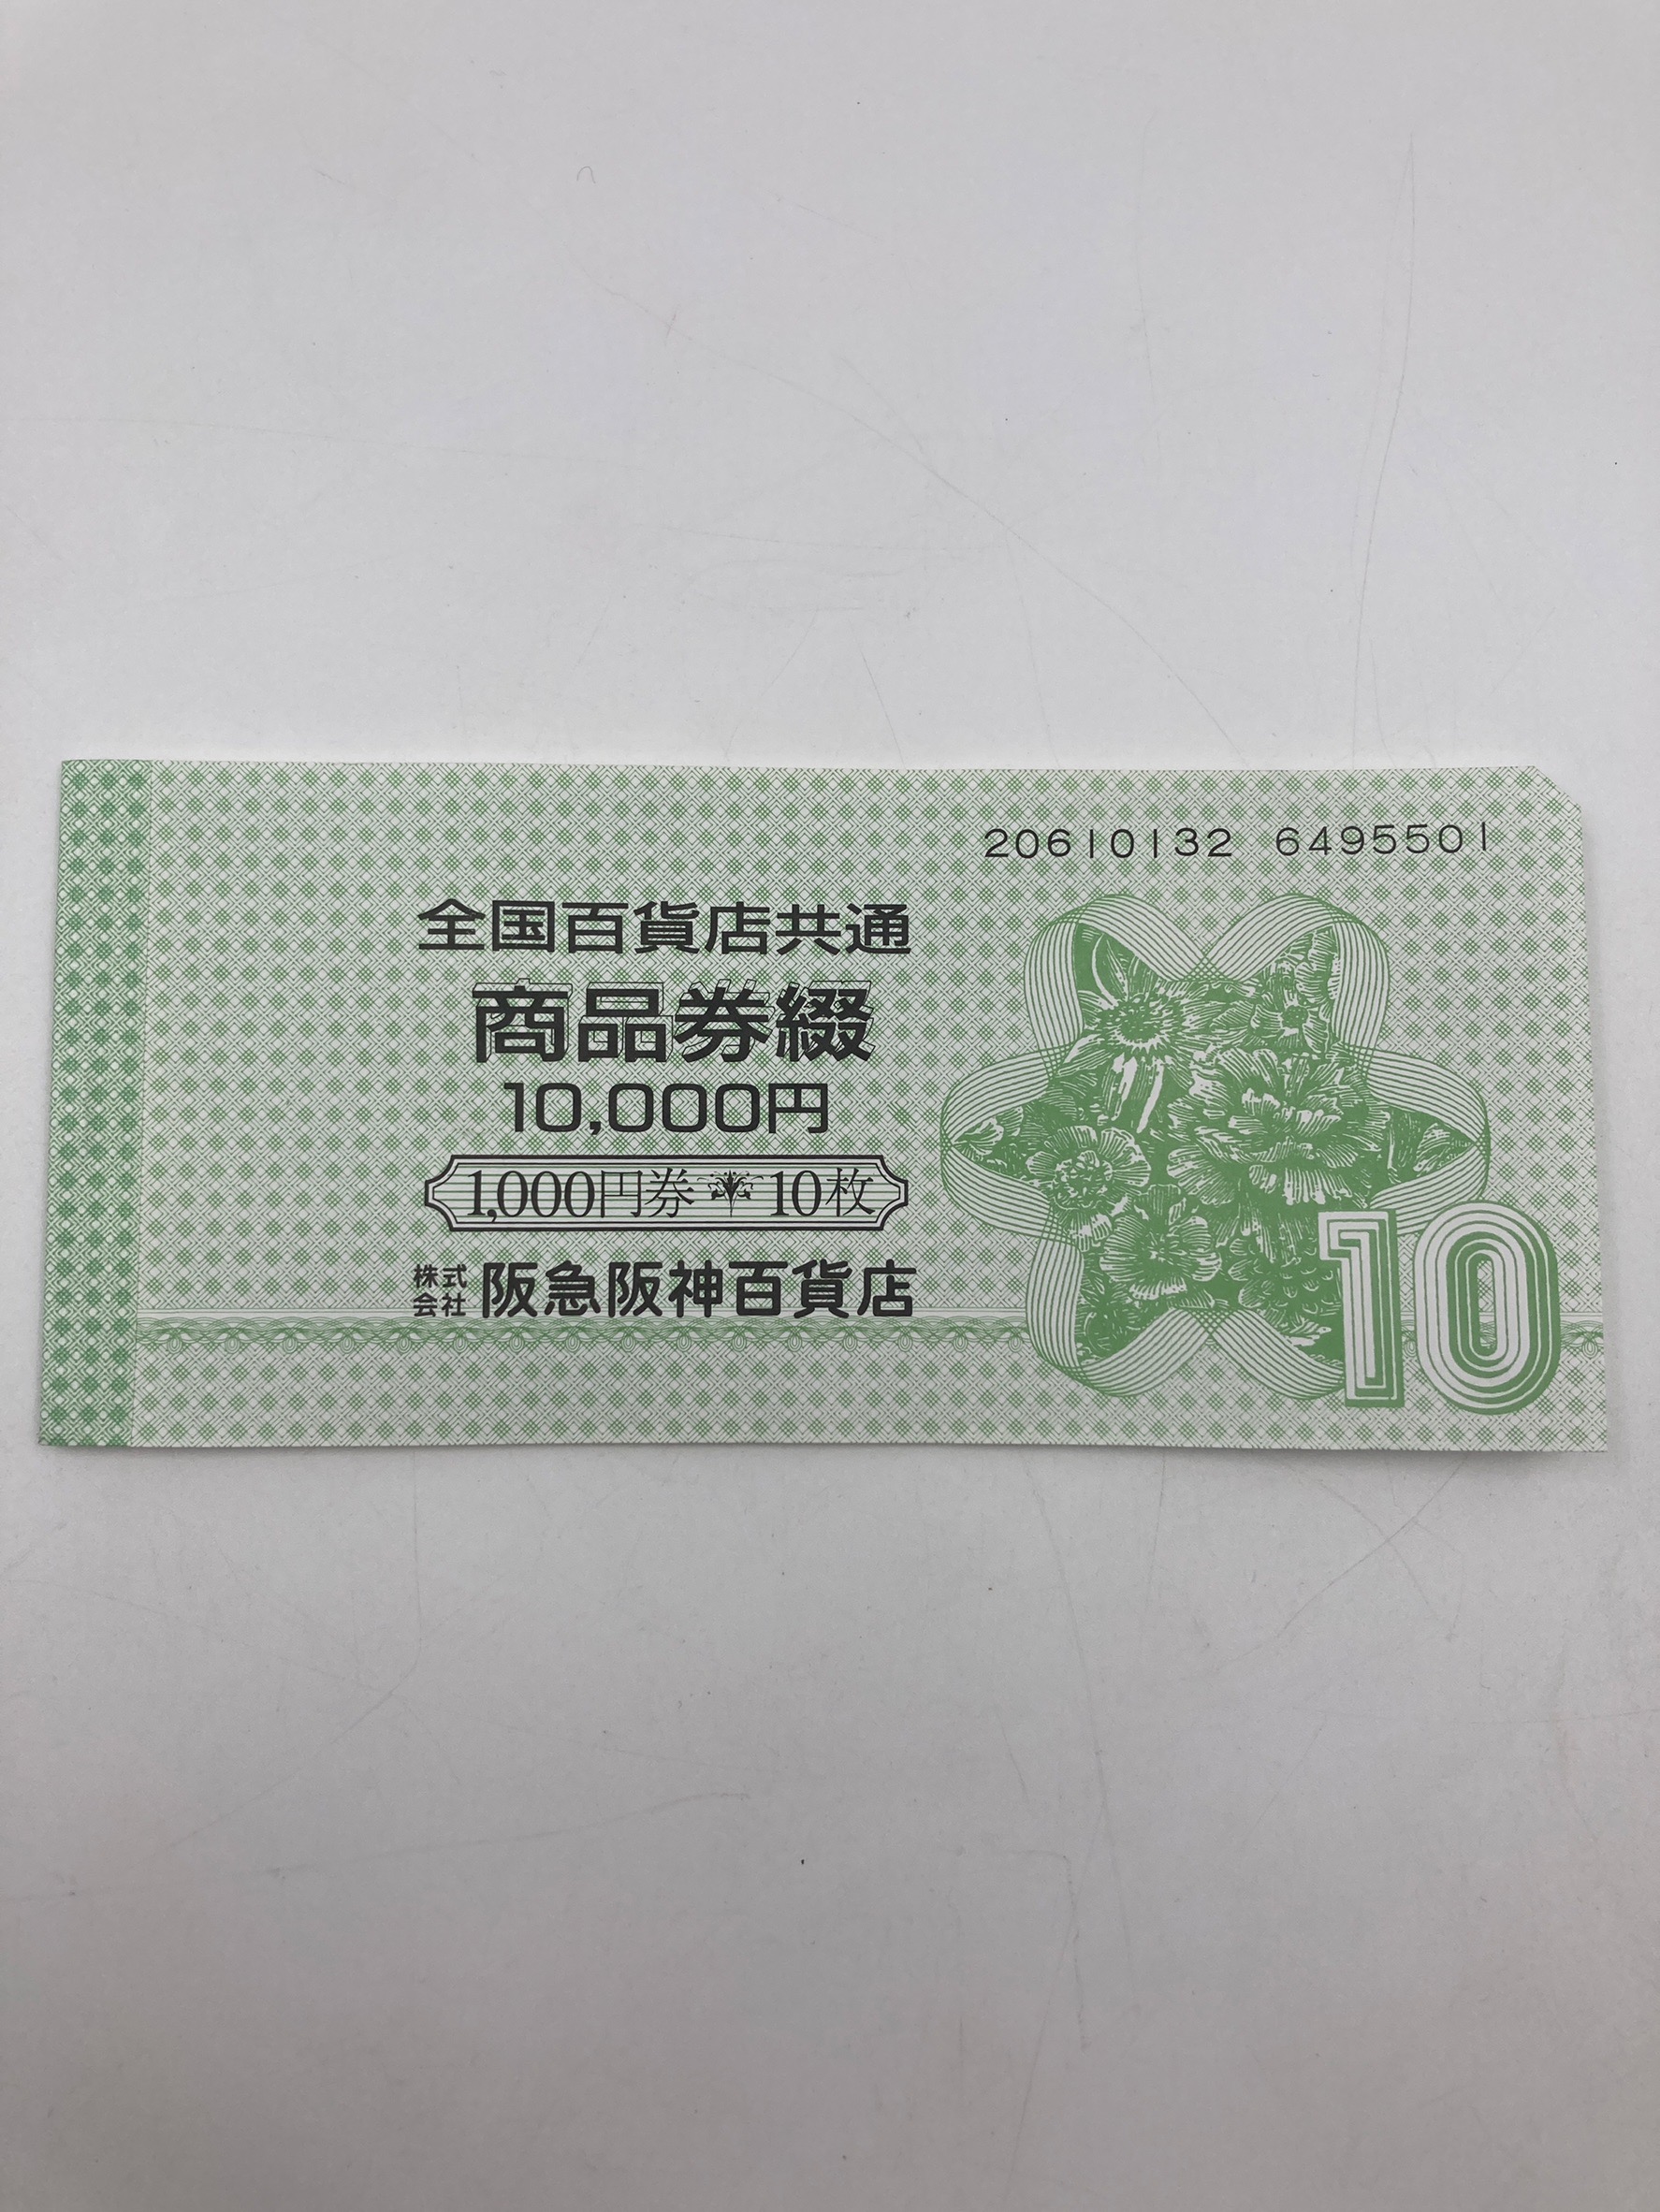 20610132 6495501
全国百貨店共通
商品券綴
10,000円
1,000円券 10枚
株式会社 阪急阪神百貨店
10